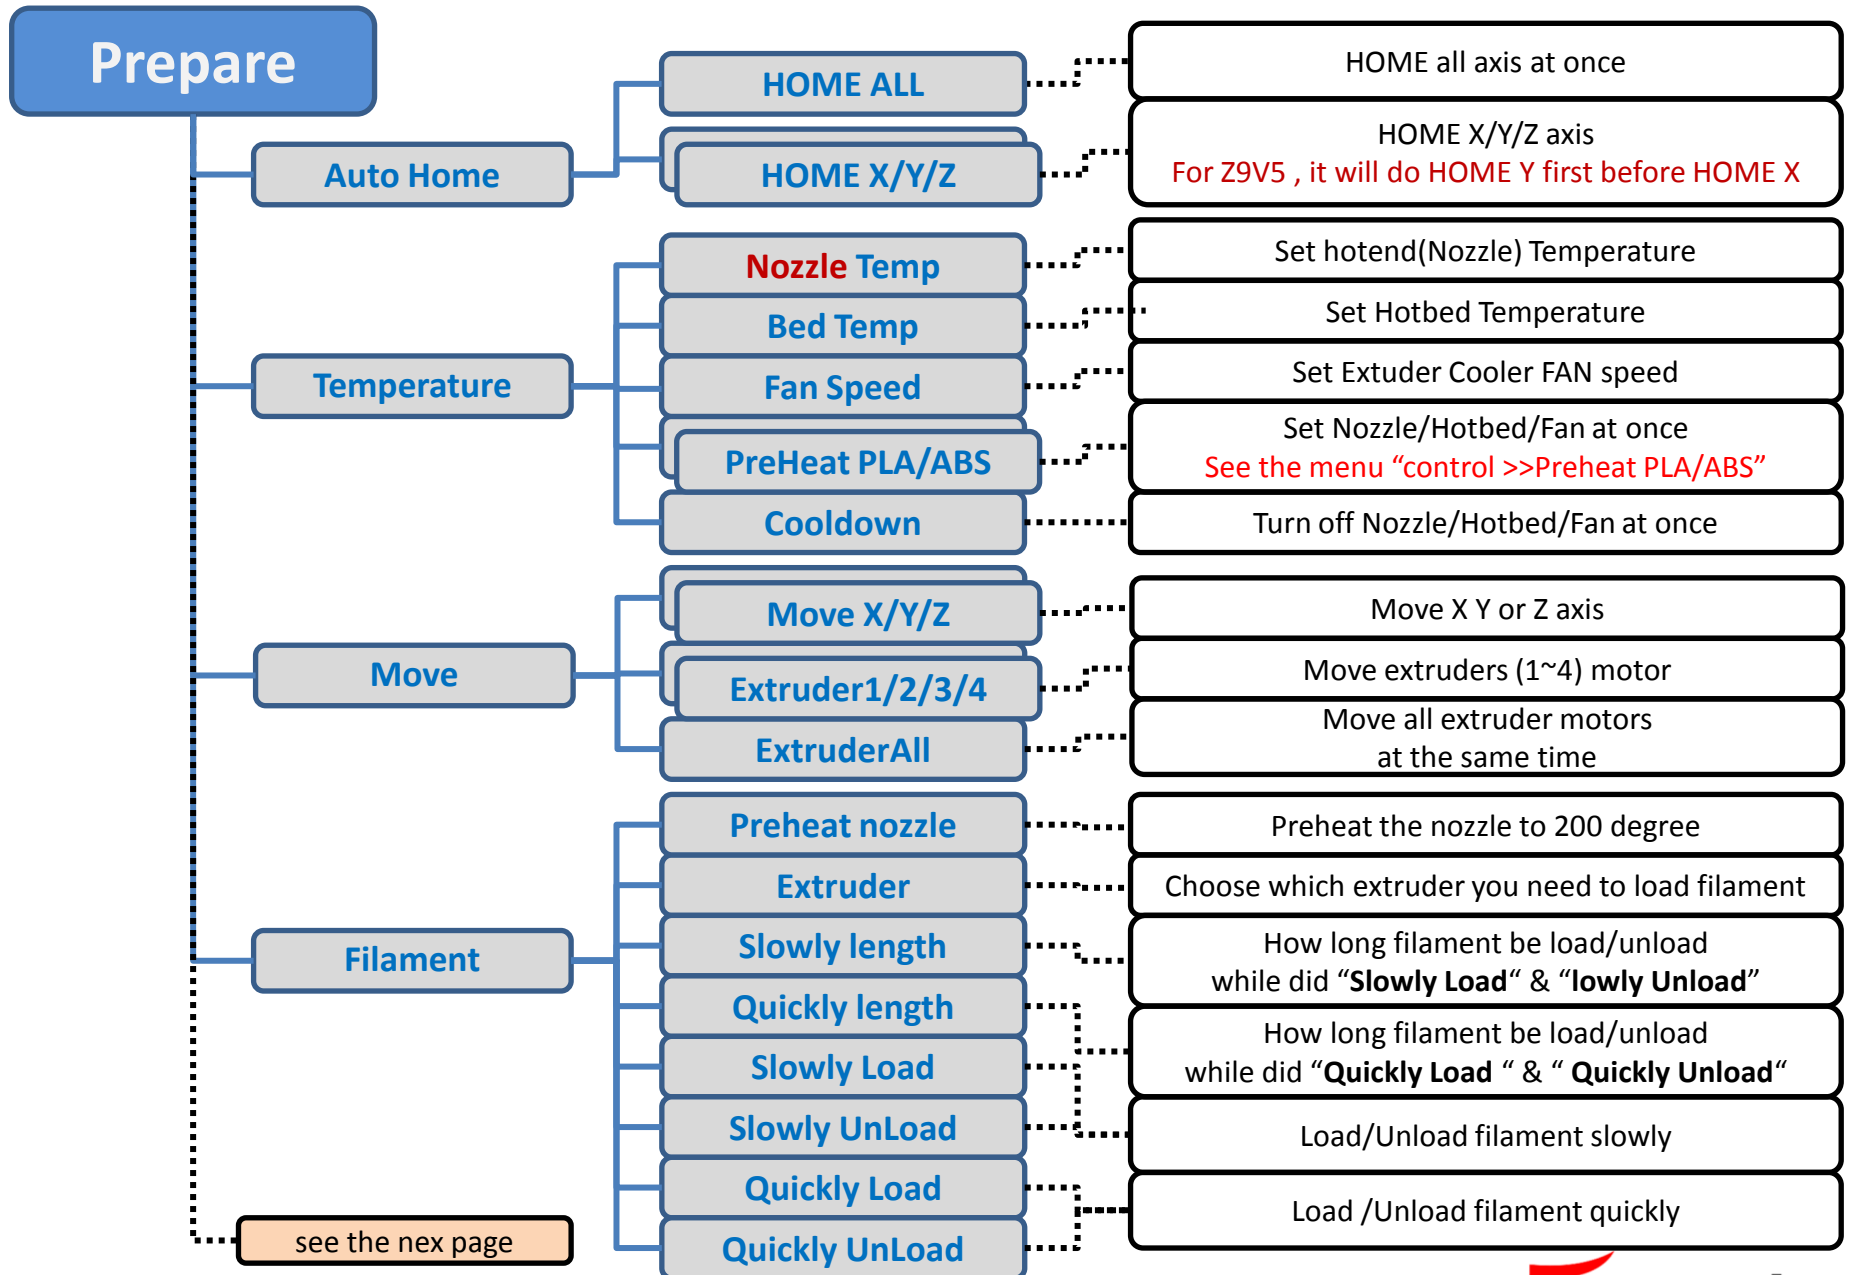 Prepare
HOME ALL
HOME all axis at once
Auto Home
HOME X/Y/Z
HOME X/Y/Z axis
For Z9V5 , it will do HOME Y first before HOME X
Temperature
Nozzle Temp
Set hotend(Nozzle) Temperature
Bed Temp
Set Hotbed Temperature
Fan Speed
Set Extuder Cooler FAN speed
PreHeat PLA/ABS
Set Nozzle/Hotbed/Fan at once
See the menu “control >>Preheat PLA/ABS”
Cooldown
Turn off Nozzle/Hotbed/Fan at once
Move
Move X/Y/Z
Move X Y or Z axis
Extruder1/2/3/4
Move extruders (1~4) motor
ExtruderAll
Move all extruder motors
at the same time
Filament
Preheat nozzle
Preheat the nozzle to 200 degree
Extruder
Choose which extruder you need to load filament
Slowly length
How long filament be load/unload
while did “Slowly Load“ & “lowly Unload”
Quickly length
How long filament be load/unload
while did “Quickly Load “ & “ Quickly Unload“
Slowly Load
Slowly UnLoad
Load/Unload filament slowly
Quickly Load
Quickly UnLoad
Load /Unload filament quickly
see the nex page